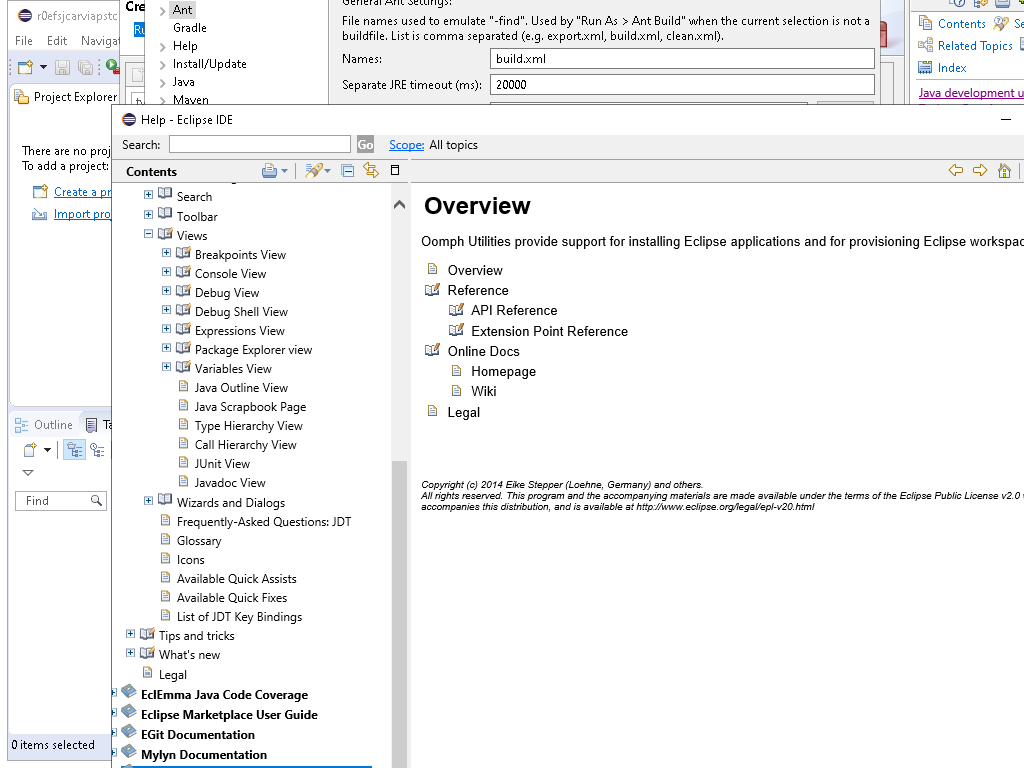 r0efsjcarviapstc
File Edit Navigat
Project Explorer
There are no proj
To add a project:
Create a pr
Import proj
Outline
Ta
Find
0 items selected
Cre
Ant
Gradle
Help
Install/Update
Java
Maven
General Ant Settings:
File names used to emulate "-find". Used by "Run As > Ant Build" when the current selection is not a
buildfile. List is comma separated (e.g. export.xml, build.xml, clean.xml).
Names: build.xml
Separate JRE timeout (ms): 20000
Contents
Se
Related Topics
Index
Java development u
Help - Eclipse IDE
Search:
Go
Scope: All topics
Contents
Search
Toolbar
Views
Breakpoints View
Console View
Debug View
Debug Shell View
Expressions View
Package Explorer view
Variables View
Java Outline View
Java Scrapbook Page
Type Hierarchy View
Call Hierarchy View
JUnit View
Javadoc View
Wizards and Dialogs
Frequently-Asked Questions: JDT
Glossary
Icons
Available Quick Assists
Available Quick Fixes
List of JDT Key Bindings
Tips and tricks
What's new
Legal
EclEmma Java Code Coverage
Eclipse Marketplace User Guide
EGit Documentation
Mylyn Documentation
Overview
Oomph Utilities provide support for installing Eclipse applications and for provisioning Eclipse workspac
Overview
Reference
API Reference
Extension Point Reference
Online Docs
Homepage
Wiki
Legal
Copyright (c) 2014 Eike Stepper (Loehne, Germany) and others.
All rights reserved. This program and the accompanying materials are made available under the terms of the Eclipse Public License v2.0
accompanies this distribution, and is available at http://www.eclipse.org/legal/epl-v20.html